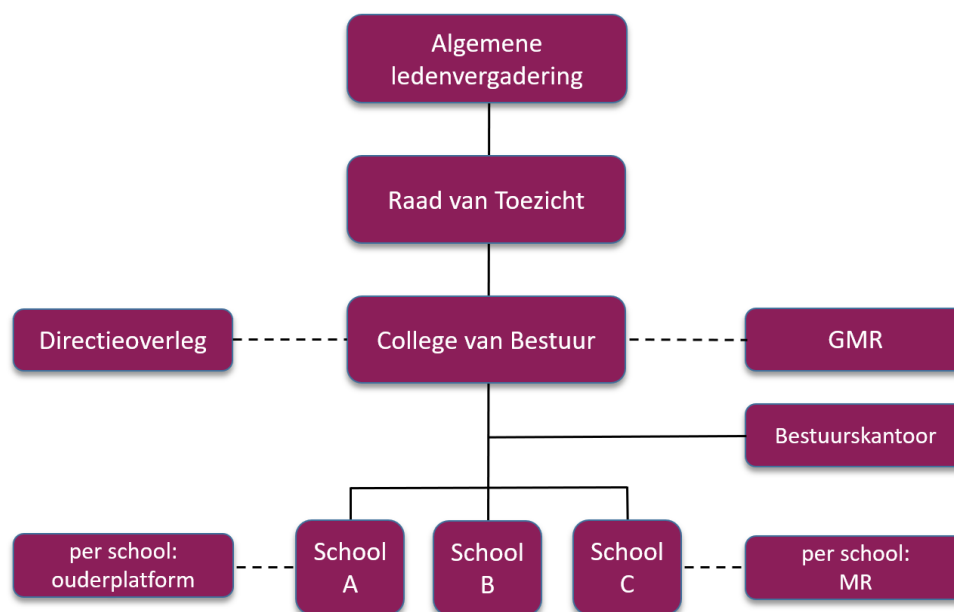 Algemene
ledenvergadering
Raad van Toezicht
Directieoverleg
College van Bestuur
GMR
Bestuurskantoor
per school:
ouderplatform
School
A
School
B
School
C
per school:
MR